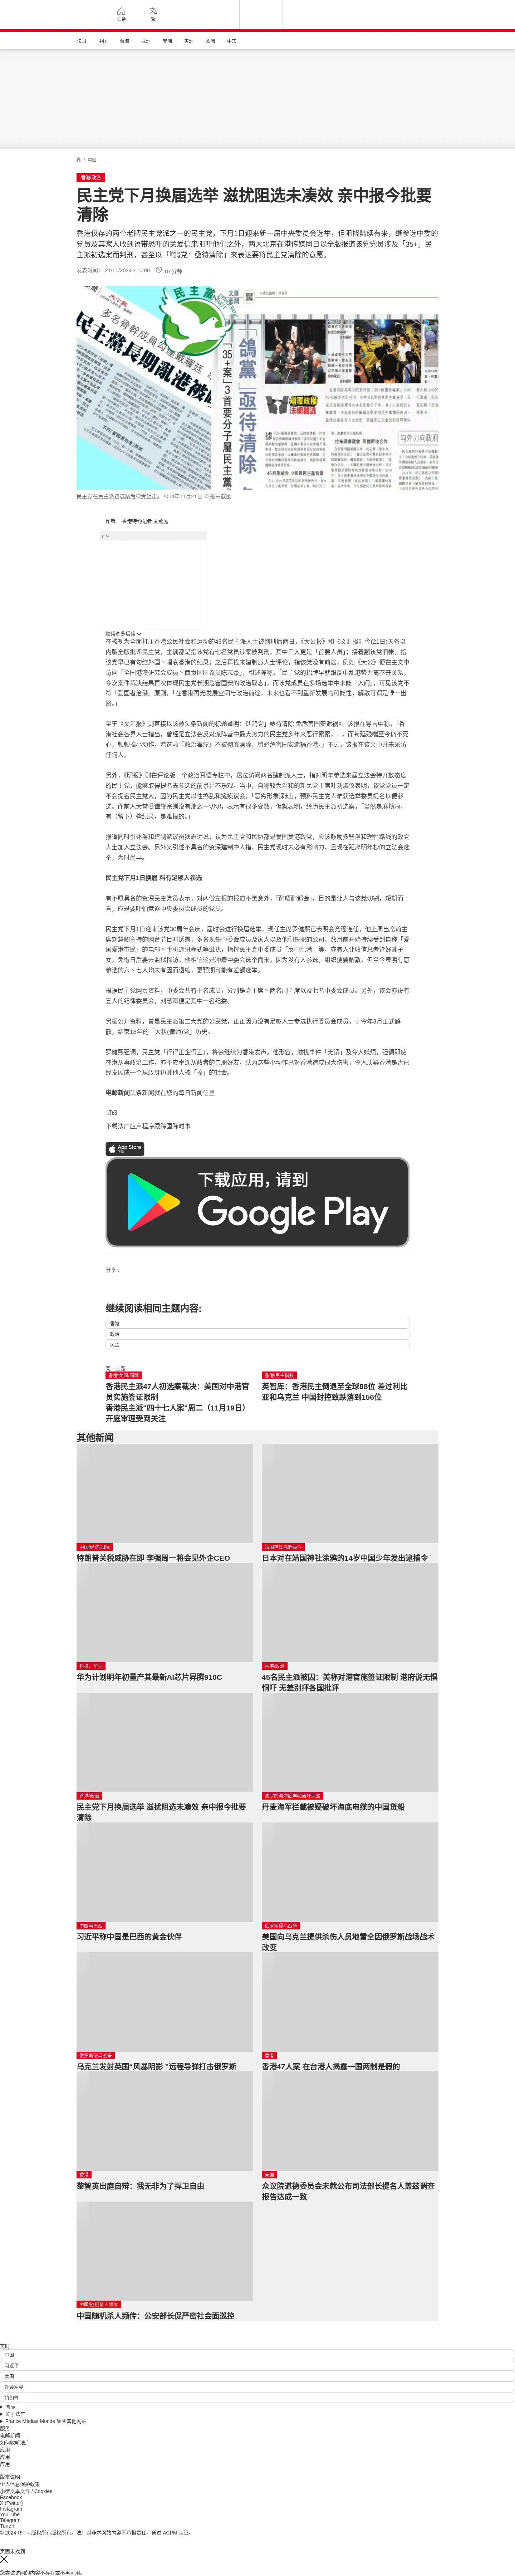 头条
繁
法国
中国
台海
亚洲
非洲
美洲
欧洲
中东
/ 中国
香港/政治
民主党下月换届选举 滋扰阻选未凑效 亲中报今批要
清除
香港仅存的两个老牌民主党派之一的民主党，下月1日迎来新一届中央委员会选举，但阻挠陆续有来，继参选中委的
党员及其家人收到语带恐吓的关爱信来阻吓他们之外，两大北京在港传媒同日以全版报道该党党员涉及「35+」民
主派初选案而判刑，甚至以「『鸽党』亟待清除」来表达要将民主党清除的意愿。
发表时间： 21/11/2024 - 10:00
10 分钟
民主黨長期亂港被
「35+案」3首要分子屬民主黨
鴿黨
亟待清除
民主党在民主派初选案后续受狙击。2024年11月21日 © 报章截图
作者： 香港特约记者 麦燕庭
广告
继续浏览后续
在被视为全面打压香港公民社会和运动的45名民主派人士被判刑后两日，《大公报》和《文汇报》今(21日)天各以
内版全版批评民主党，主调都是指该党有七名党员涉案被判刑，其中三人更是「首要人员」；接着翻该党旧帐，指
该党早已有勾结外国丶唱衰香港的纪录；之后再找来建制派人士评论，指该党没有前途。例如《大公》便在主文中
访问「全国港澳研究会成员丶西贡区区议员陈志豪」，引述陈称，「民主党的招牌早就跟反中乱港势力离不开关系，
今次案件裁决结果再次体现民主党长期危害国安的政治取态」，而该党成员在多场选举中未能「入闸」，可见该党不
符「爱国者治港」原则，「在香港再无发展空间与政治前途。未来也看不到重新发展的可能性，解散可谓是唯一出
路。」
至于《文汇报》则直接以该被头条新闻的标题道明：《「鸽党」亟待清除 免危害国安遗祸》。该报在导言中称，「香
港社会各界人士指出，曾经是立法会反对派阵营中最大势力的民主党多年来恶行累累，…，而苟延残喘至今仍不死
心，频频搞小动作，若这颗『政治毒瘤』不被彻底清除，势必危害国安遗祸香港。」不过，该报在该文中并未采访
任何人。
另外，《明报》则在评论版一个政治耳语专栏中，透过访问两名建制派人士，指对明年参选来届立法会持开放态度
的民主党，能够取得提名去参选的前景并不乐观。当中，自称较为温和的新民党主席叶刘淑仪表明，该党党员一定
不会提名民主党人，因为民主党以往搞乱和瘫痪议会，「恶劣形象深刻」，预料民主党人难获选举委员提名以便参
选。而前人大常委谭耀宗则没有那么一切切，表示有很多变数，但就表明，经历民主派初选案，「当然是麻烦啦，
有（留下）些纪录，是难搞的。」
报道同时引述温和建制派议员狄志远说，认为民主党和民协都是爱国爱港政党，应该鼓励多些温和理性路线的政党
人士加入立法会。另外又引述不具名的资深建制中人指，民主党现时未必有影响力，且现在距离明年杪的立法会选
举，为时尚早。
民主党下月1日换届 料有足够人参选
有不愿具名的资深民主党员表示，对两份左报的报道不觉意外，「耐唔耐都会」，目的是让人与该党切割，短期而
言，应是要吓怕竞逐中央委员会成员的党员。
民主党下月1日迎来该党30周年会庆，届时会进行换届选举，现任主席罗健熙已表明会竞逐连任，他上周出席前主
席刘慧卿主持的网台节目时透露，多名现任中委会成员及家人以及他们任职的公司，数月前开始持续受到自称「爱
国爱港市民」的电邮丶手机通讯程式等滋扰，指控民主党中委成员「反中乱港」等，亦有人让收信息者管好其子
女，免得日后要去监狱探访。他相信这是冲着中委会选举而来，因为没有人参选，组织便要解散，但至今表明有意
参选的六丶七人均未有因而退缩，更预期可能有差额选举。
根据民主党网页资料，中委会共有十名成员，分别是党主席丶两名副主席以及七名中委会成员。另外，该会亦设有
五人的纪律委员会，刘慧卿便是其中一名纪委。
另据公开资料，曾是民主派第二大党的公民党，正正因为没有足够人士参选执行委员会成员，于今年3月正式解
散，结束18年的「大状(律师)党」历史。
罗健熙强调，民主党「行得正企得正」，将会继续为香港发声。他形容，滋扰事件「无谓」及令人嫌烦，强调即便
在港从事政治工作，亦不应牵连从政者的亲朋好友，认为这些小动作已对香港造成很大伤害，令人质疑香港是否已
经发展成一个从政身边其他人被「搞」的社会。
电邮新闻头条新闻就在您的每日新闻信里
订阅
下载法广应用程序跟踪国际时事
App Store
下载
下载应用，请到
Google Play
分享 :
继续阅读相同主题内容:
香港
政治
民主
同一主题
香港/美国/国际
香港民主派47人初选案裁决：美国对中港官
员实施签证限制
香港民主派"四十七人案"周二（11月19日）
开庭审理受到关注
香港/民主指数
英智库：香港民主倒退至全球88位 差过利比
亚和乌克兰 中国封控致跌落到156位
其他新闻
中国/经济/国际
特朗普关税威胁在即 李强周一将会见外企CEO
靖国神社涂鸦事件
日本对在靖国神社涂鸦的14岁中国少年发出逮捕令
科技、华为
华为计划明年初量产其最新AI芯片昇腾910C
香港/政治
45名民主派被囚：美称对港官施签证限制 港府说无惧
恫吓 无差别抨各国批评
香港/政治
民主党下月换届选举 滋扰阻选未凑效 亲中报今批要
清除
波罗的海海底电缆破坏兵波
丹麦海军拦截被疑破坏海底电缆的中国货船
中国与巴西
习近平称中国是巴西的黄金伙伴
俄罗斯侵乌战争
美国向乌克兰提供杀伤人员地雷全因俄罗斯战场战术
改变
俄罗斯侵乌战争
乌克兰发射英国"风暴阴影 "远程导弹打击俄罗斯
香港
香港47人案 在台港人揭露一国两制是假的
香港
黎智英出庭自辩：我无非为了捍卫自由
美国
众议院道德委员会未就公布司法部长提名人盖兹调查
报告达成一致
中国/随机杀人频传
中国随机杀人频传：公安部长促严密社会面巡控
实时
中国
习近平
美国
社会冲突
特朗普
国际
关于法广
France Médias Monde 集团其他网站
服务
电邮新闻
如何收听法广
应用
应用
应用
版本说明
个人信息保护政策
小型文本文件 / Cookies
Facebook
X (Twitter)
Instagram
YouTube
Telegram
TuneIn
© 2024 RFI – 版权所有版权所有。法广对非本网站内容不承担责任。通过 ACPM 认证。
页面未找到
您尝试访问的内容不存在或不再可用。